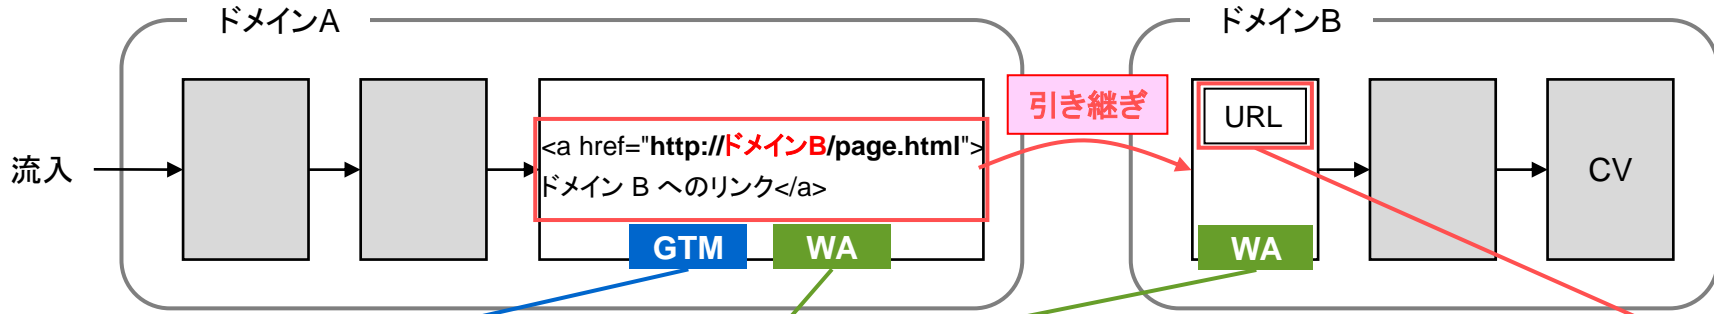 ドメインA
ドメインB
引き継ぎ
URL
<a href="http://ドメインB/page.html">
ドメイン B へのリンク</a>
流入
CV
GTM
WA
WA